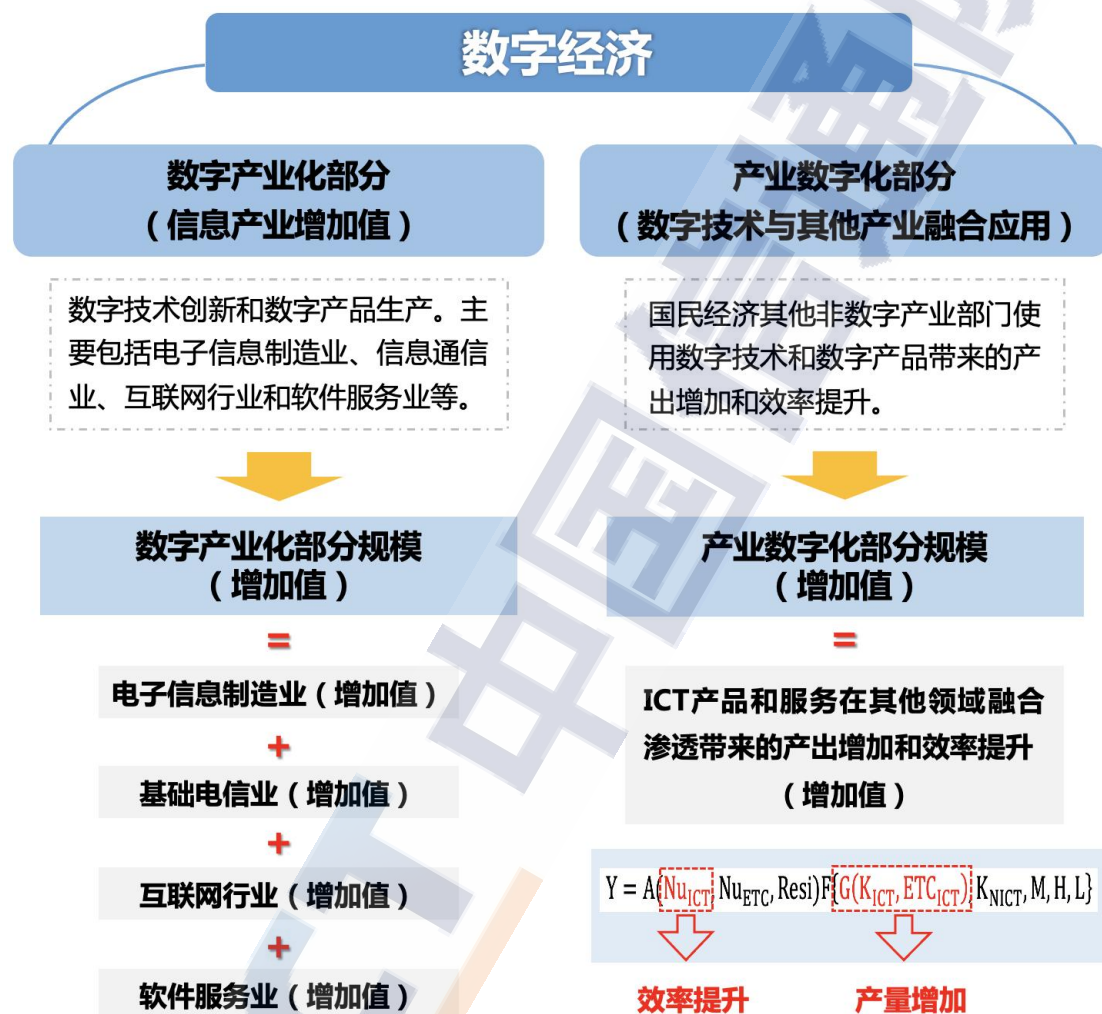 数字经济
数字产业化部分
（信息产业增加值）
数字技术创新和数字产品生产。主
要包括电子信息制造业、信息通信
业、互联网行业和软件服务业等。
数字产业化部分规模
（增加值）
=
电子信息制造业（增加值）
+
基础电信业（增加值）
+
互联网行业（增加值）
+
软件服务业（增加值）
产业数字化部分
（数字技术与其他产业融合应用）
国民经济其他非数字产业部门使
用数字技术和数字产品带来的产
出增加和效率提升。
产业数字化部分规模
（增加值）
=
ICT产品和服务在其他领域融合
渗透带来的产出增加和效率提升
（增加值）
Y = A(Nu_ICT, Nu_ETC, Resi)F{G(K_ICT, ETC_ICT), K_NICT, M, H, L}
效率提升 产量增加
中国信通
CT